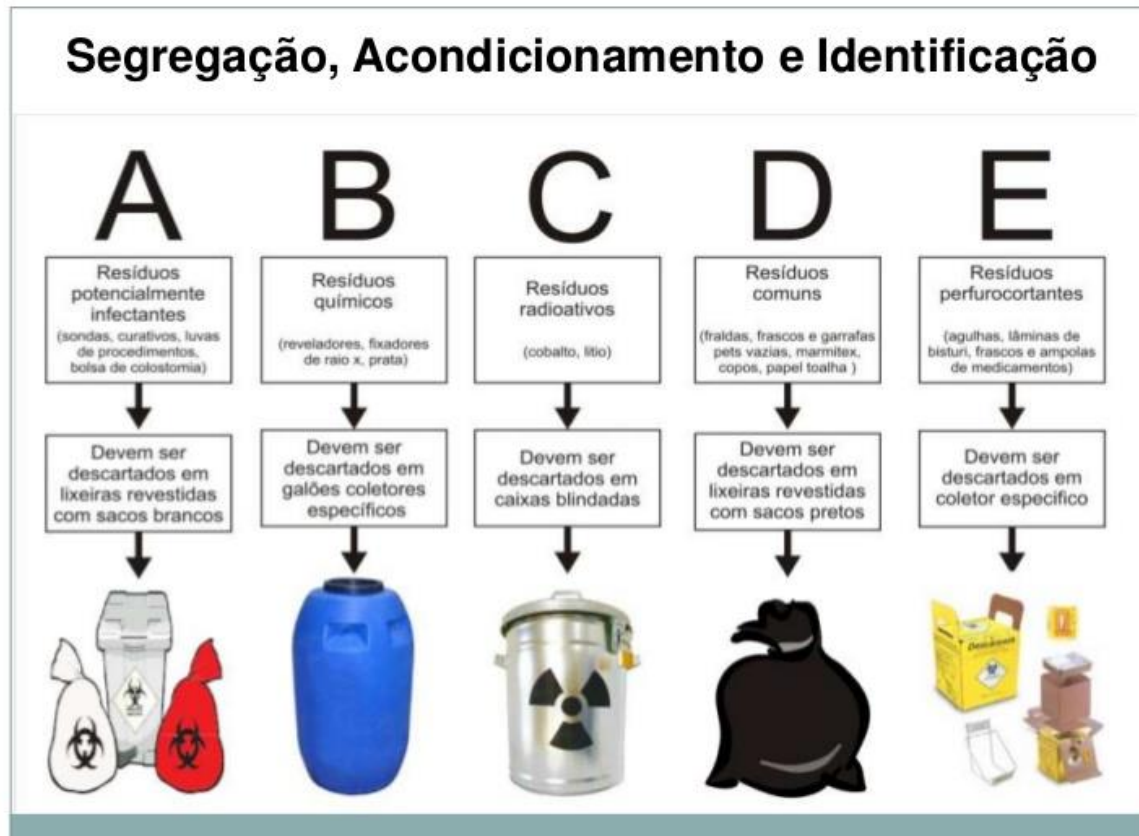 Segregação, Acondicionamento e Identificação
A
B
C
D
E
Resíduos
potencialmente
infectantes
(sondas, curativos, luvas
de procedimentos,
bolsa de colostomia)
Resíduos
químicos
(reveladores, fixadores
de raio x, prata)
Resíduos
radioativos
(cobalto, lítio)
Resíduos
comuns
(fraldas, frascos e garrafas
pets vazias, marmitex,
copos, papel toalha )
Resíduos
perfurocortantes
(agulhas, lâminas de
bisturi, frascos e ampolas
de medicamentos)
Devem ser
descartados em
lixeiras revestidas
com sacos brancos
Devem ser
descartados em
galões coletores
específicos
Devem ser
descartados em
caixas blindadas
Devem ser
descartados em
lixeiras revestidas
com sacos pretos
Devem ser
descartados em
coletor especifico